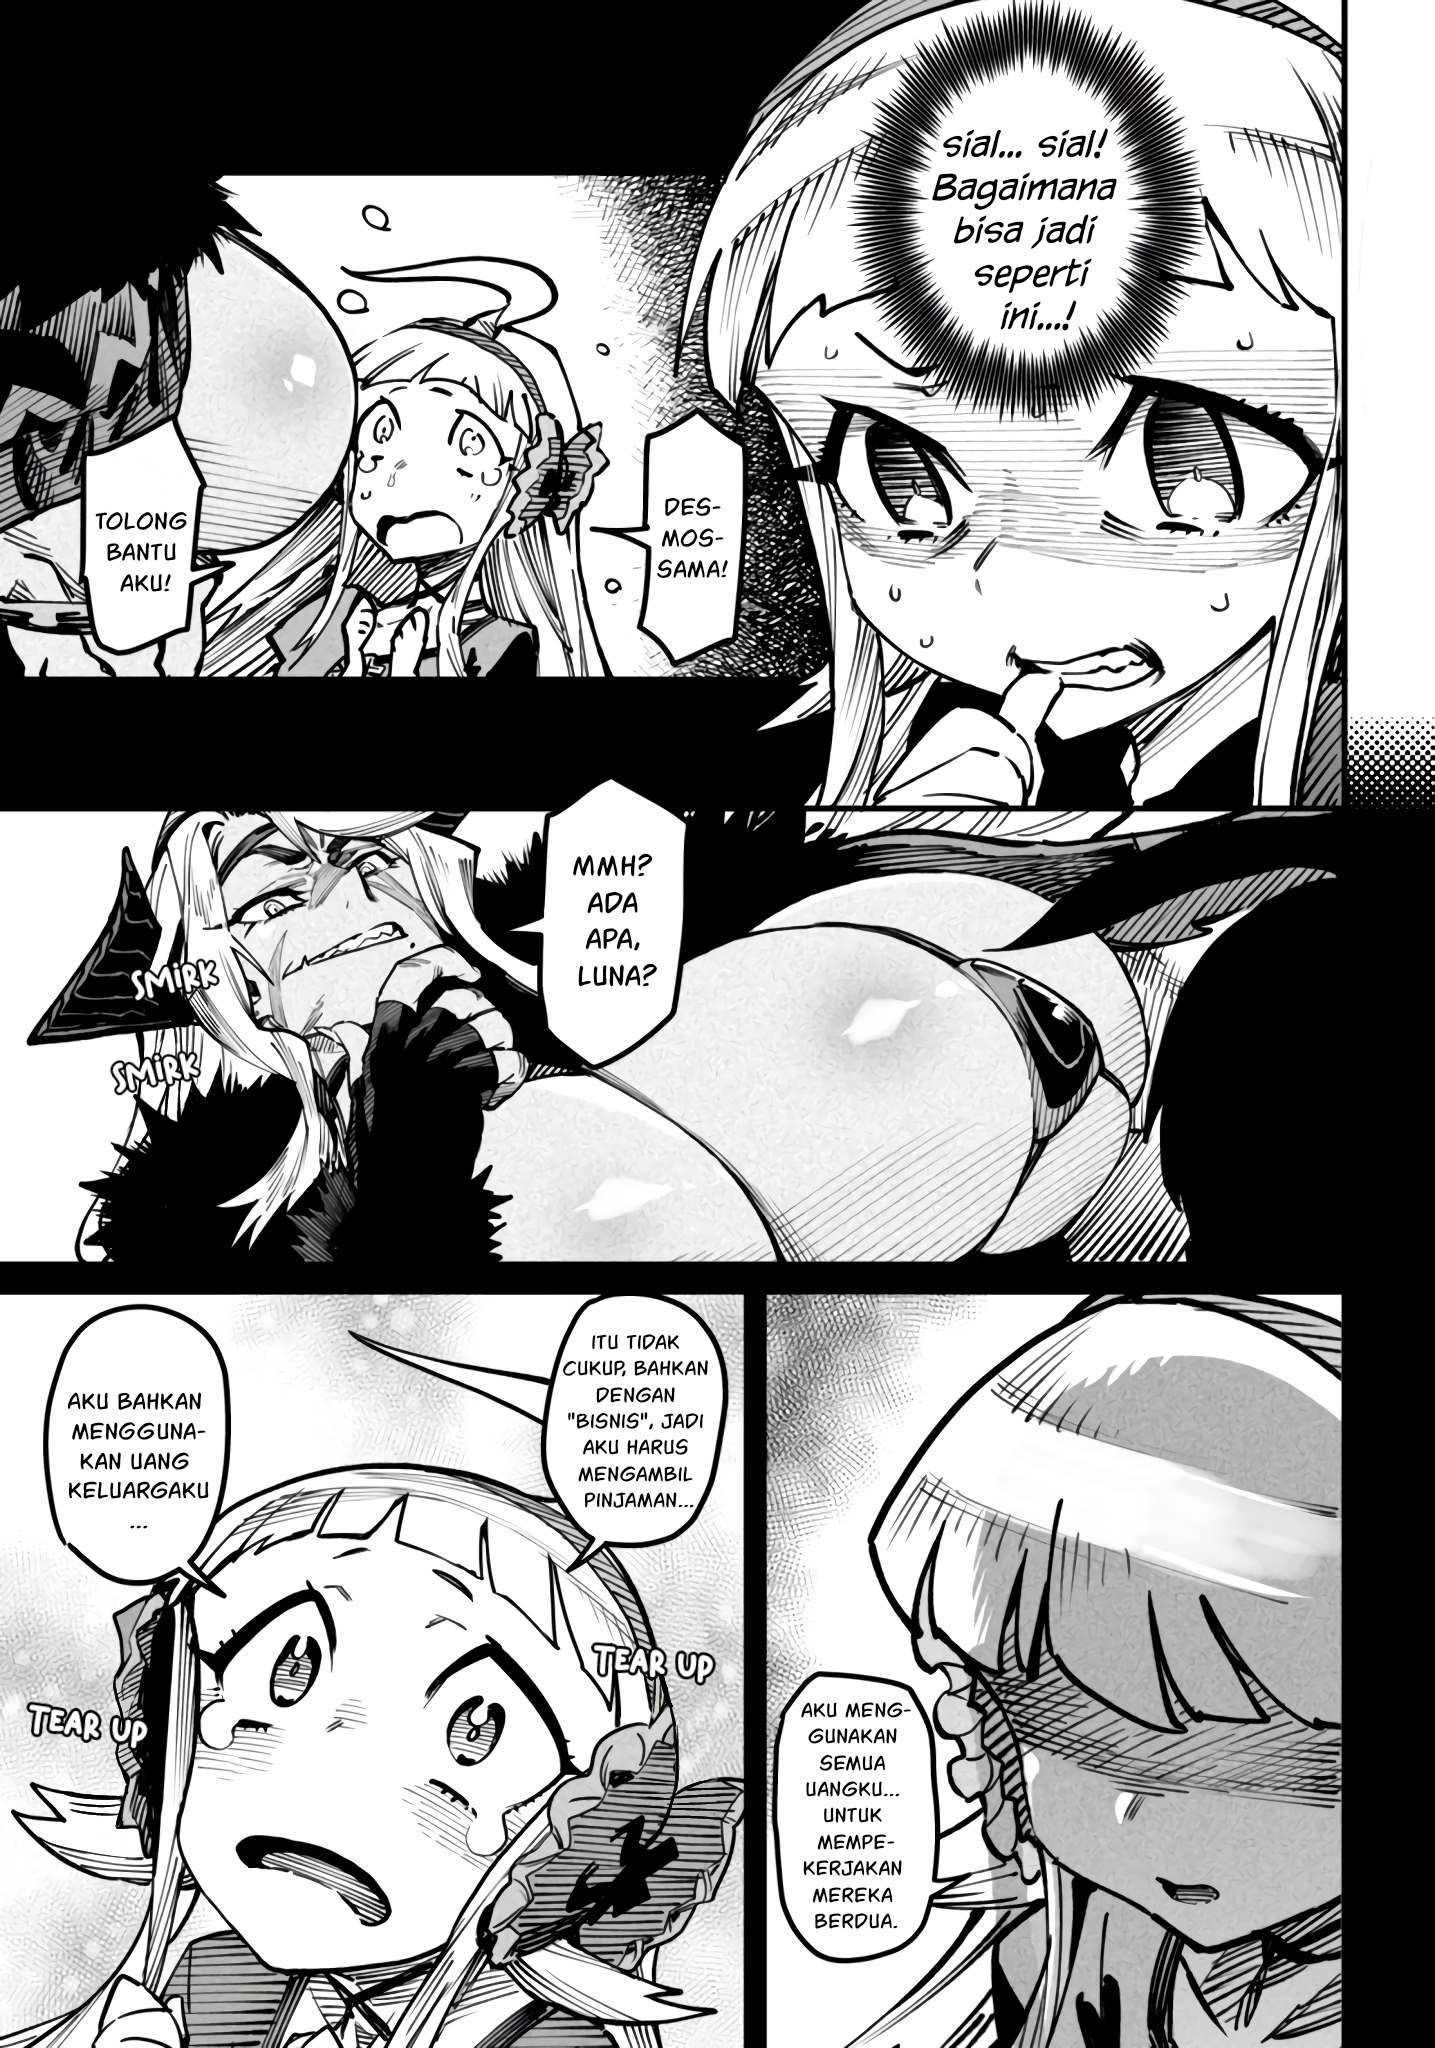 sial... sial!
Bagaimana
bisa jadi
seperti
ini...!
DES-
MOS-
SAMA!
TOLONG
BANTU
AKU!
MMH?
ADA
APA,
LUNA?
SMIRK
SMIRK
AKU MENG-
GUNAKAN
SEMUA
UANGKU...
UNTUK
MEMPE-
KERJAKAN
MEREKA
BERDUA.
ITU TIDAK
CUKUP, BAHKAN
DENGAN
"BISNIS", JADI
AKU HARUS
MENGAMBIL
PINJAMAN...
AKU BAHKAN
MENGGUNA-
KAN UANG
KELUARGAKU
...
TEAR UP
TEAR UP